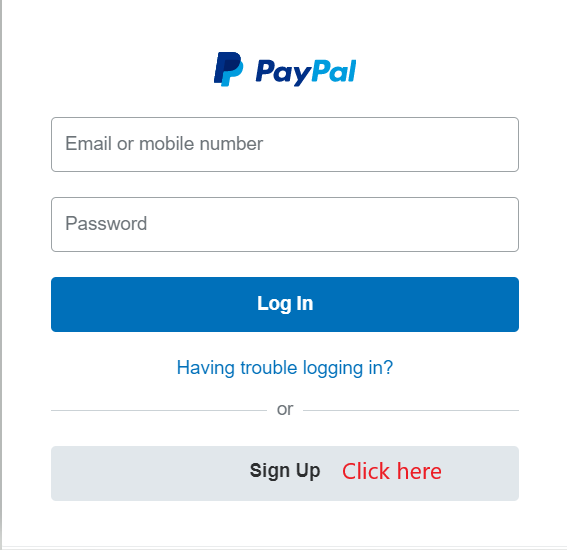 PayPal
Email or mobile number
Password
Log In
Having trouble logging in?
or
Sign Up Click here